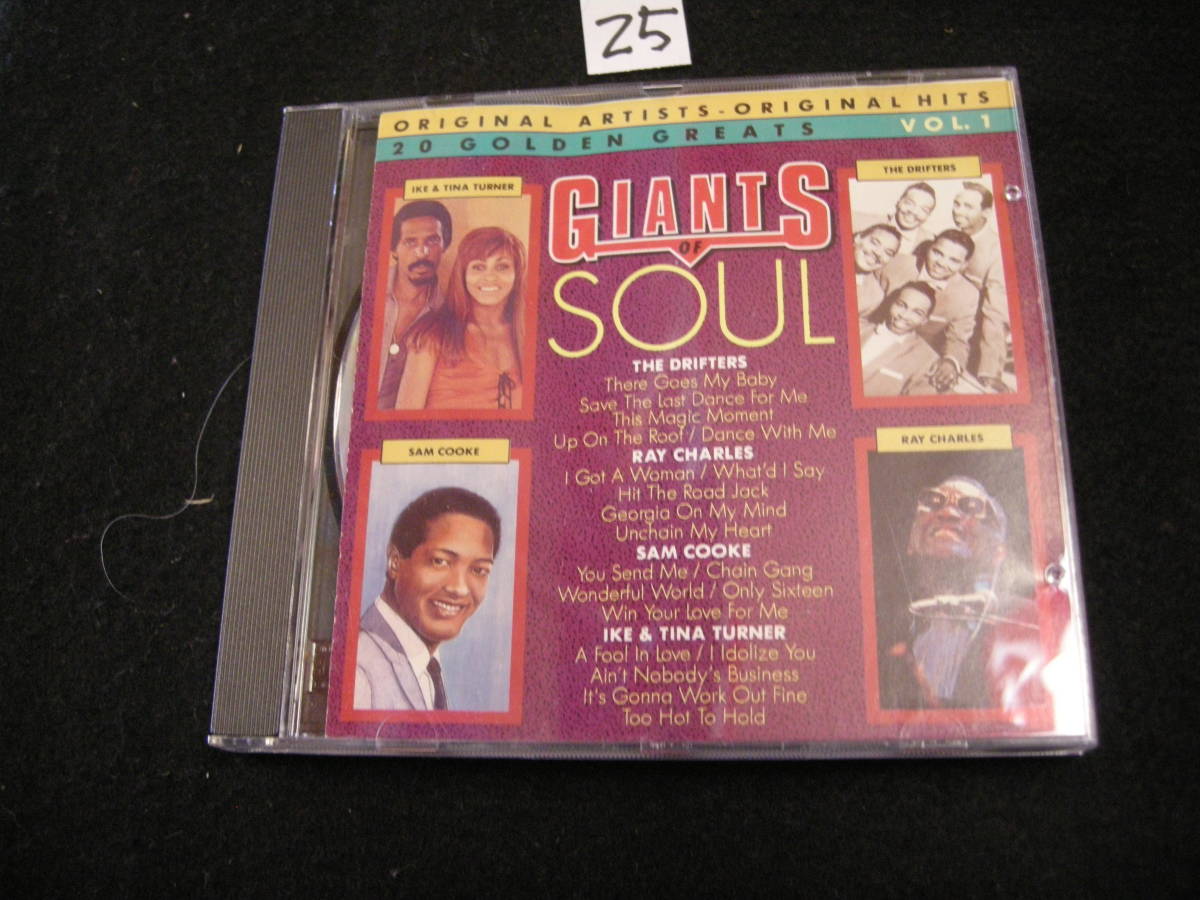 25
ORIGINAL ARTISTS-ORIGINAL HITS
20 GOLDEN GREATS VOL.1
IKE & TINA TURNER
THE DRIFTERS
GIANTS
OF
SOUL
THE DRIFTERS
There Goes My Baby
Save The Last Dance For Me
This Magic Moment
Up On The Roof / Dance With Me
SAM COOKE
RAY CHARLES
RAY CHARLES
I Got A Woman / What'd I Say
Hit The Road Jack
Georgia On My Mind
Unchain My Heart
SAM COOKE
You Send Me / Chain Gang
Wonderful World / Only Sixteen
Win Your Love For Me
IKE & TINA TURNER
A Fool In Love / I Idolize You
Ain't Nobody's Business
It's Gonna Work Out Fine
Too Hot To Hold